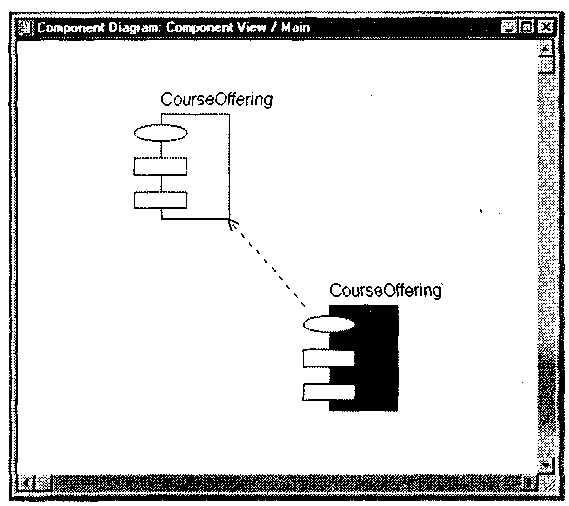 Component Diagram: Component View / Main
CourseOffering
CourseOffering